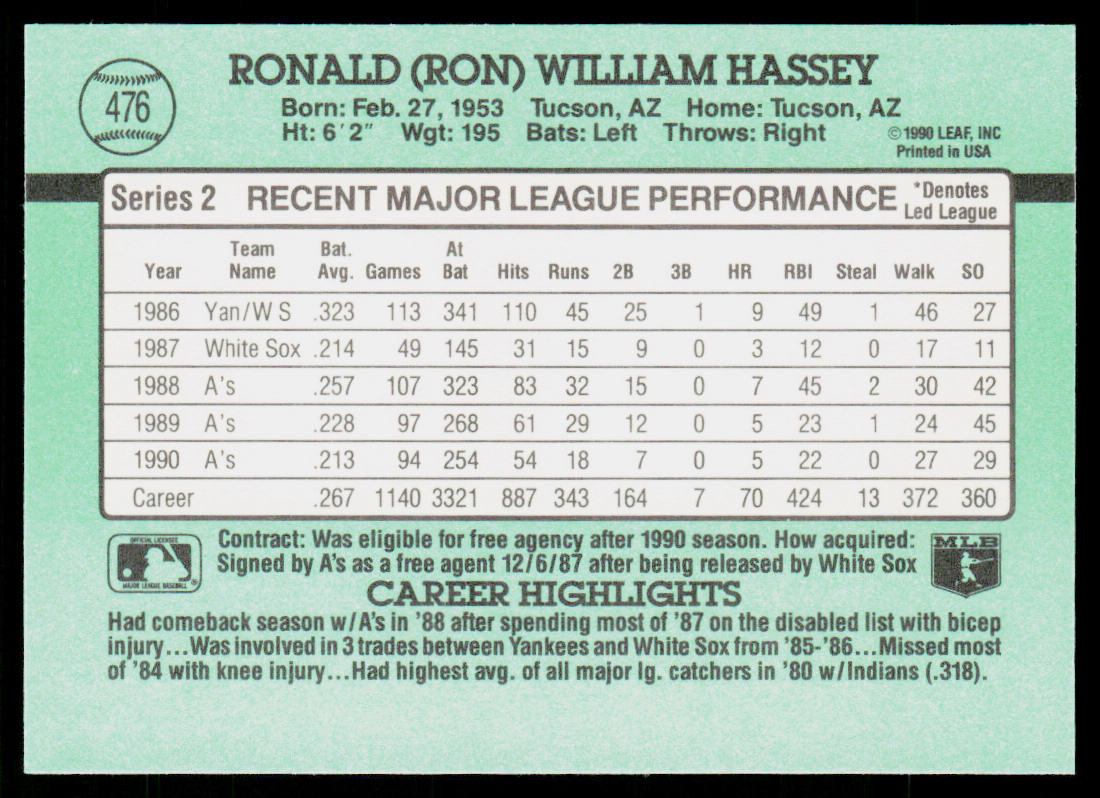 476
RONALD (RON) WILLIAM HASSEY
Born: Feb. 27, 1953 Tucson, AZ Home: Tucson, AZ
Ht: 6'2" Wgt: 195 Bats: Left Throws: Right
©1990 LEAF, INC
Printed in USA
Series 2 RECENT MAJOR LEAGUE PERFORMANCE
*Denotes
Led League
Year Team Name Bat. Avg. Games At Bat Hits Runs 2B 3B HR RBI Steal Walk SO
1986 Yan/W S .323 113 341 110 45 25 1 9 49 1 46 27
1987 White Sox .214 49 145 31 15 9 0 3 12 0 17 11
1988 A's .257 107 323 83 32 15 0 7 45 2 30 42
1989 A's .228 97 268 61 29 12 0 5 23 1 24 45
1990 A's .213 94 254 54 18 7 0 5 22 0 27 29
Career .267 1140 3321 887 343 164 7 70 424 13 372 360
OFFICIAL LICENSEE
MAJOR LEAGUE BASEBALL
®
Contract: Was eligible for free agency after 1990 season. How acquired:
Signed by A's as a free agent 12/6/87 after being released by White Sox
MLB
CAREER HIGHLIGHTS
Had comeback season w/A's in '88 after spending most of '87 on the disabled list with bicep
injury...Was involved in 3 trades between Yankees and White Sox from '85-'86...Missed most
of '84 with knee injury...Had highest avg. of all major lg. catchers in '80 w/Indians (.318).